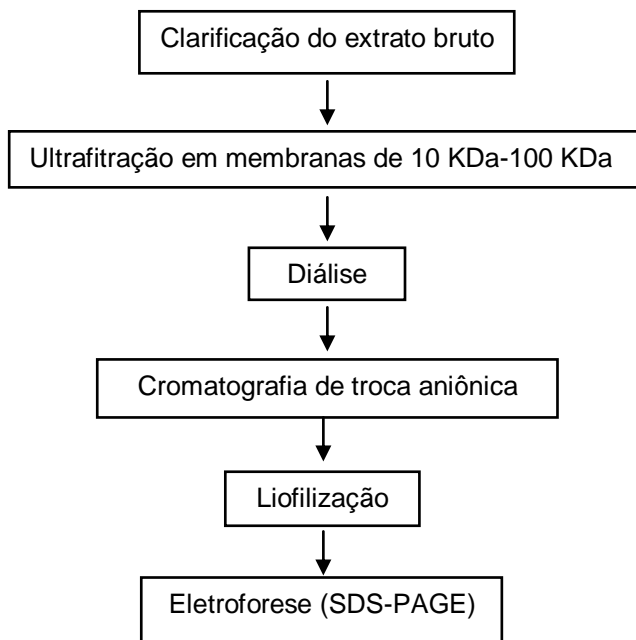 Clarificação do extrato bruto
Ultrafitração em membranas de 10 KDa-100 KDa
Diálise
Cromatografia de troca aniônica
Liofilização
Eletroforese (SDS-PAGE)